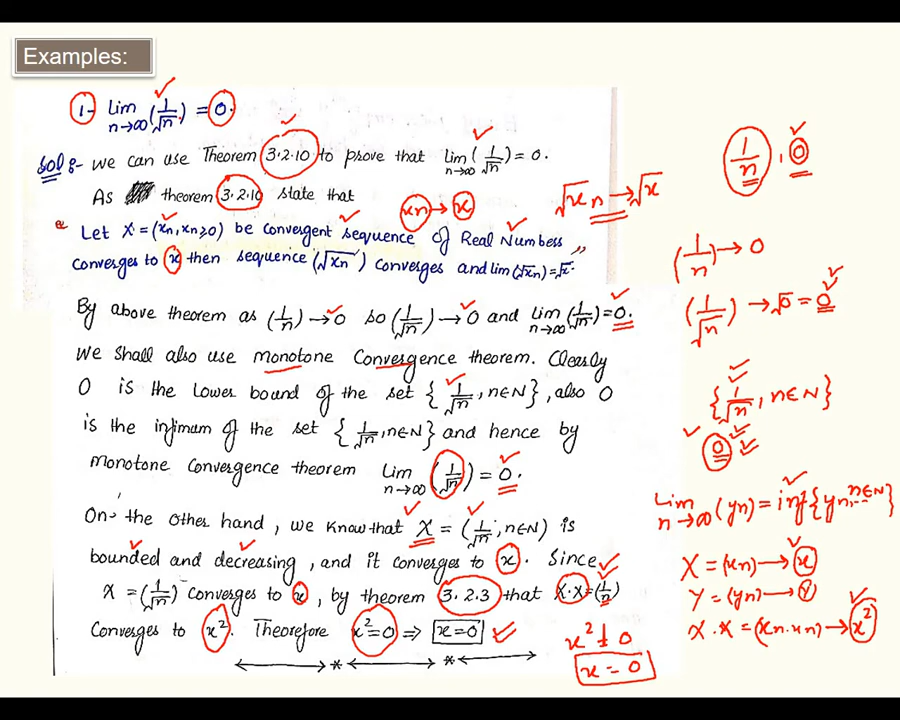 Examples:
1- Lim n→∞ (1/√n) = 0.
Sol:- we can use Theorem 3.2.10 to prove that Lim n→∞ (1/√n) = 0.
As theorem 3.2.10 state that
Let X = (xn, xn≥0) be convergent sequence of Real Numbers
converges to x then sequence (√xn) converges and lim (√xn) = √x.
By above theorem as (1/n) → 0 so (1/√n) → 0 and Lim n→∞ (1/√n) = 0.
We shall also use monotone Convergence theorem. Clearly
0 is the Lower bound of the set {1/√n, n∈N}, also 0
is the infimum of the set {1/√n, n∈N} and hence by
monotone Convergence theorem Lim n→∞ (1/√n) = 0.
On the other hand, we know that X = (1/√n, n∈N) is
bounded and decreasing, and it converges to x. Since
X = (1/√n) Converges to x, by theorem 3.2.3 that X·X = (1/n)
Converges to x². Therefore x² = 0 ⇒ x = 0
xn → x
√xn → √x
1/n, 0
(1/n) → 0
(1/√n) → √0 = 0
{1/√n, n∈N}
0
Lim n→∞ (yn) = inf {yn, n∈N}
X = (xn) → x
Y = (yn) → y
X·X = (xn·xn) → x²
x = 0